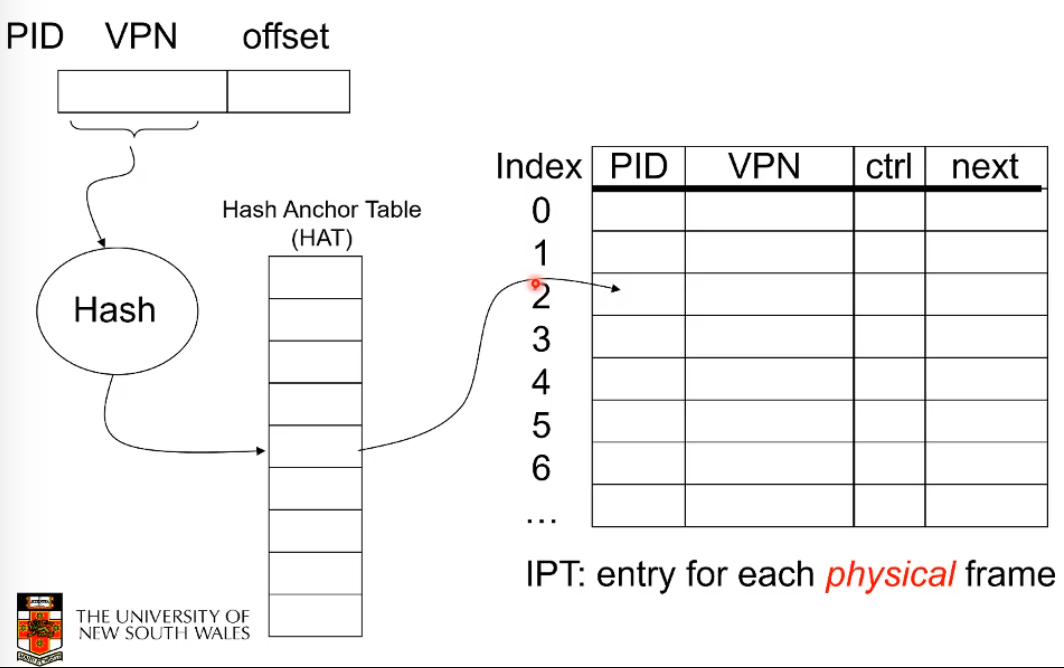 PID VPN offset
Hash
Hash Anchor Table
(HAT)
Index PID VPN ctrl next
0
1
2
3
4
5
6
...
IPT: entry for each physical frame
THE UNIVERSITY OF
NEW SOUTH WALES